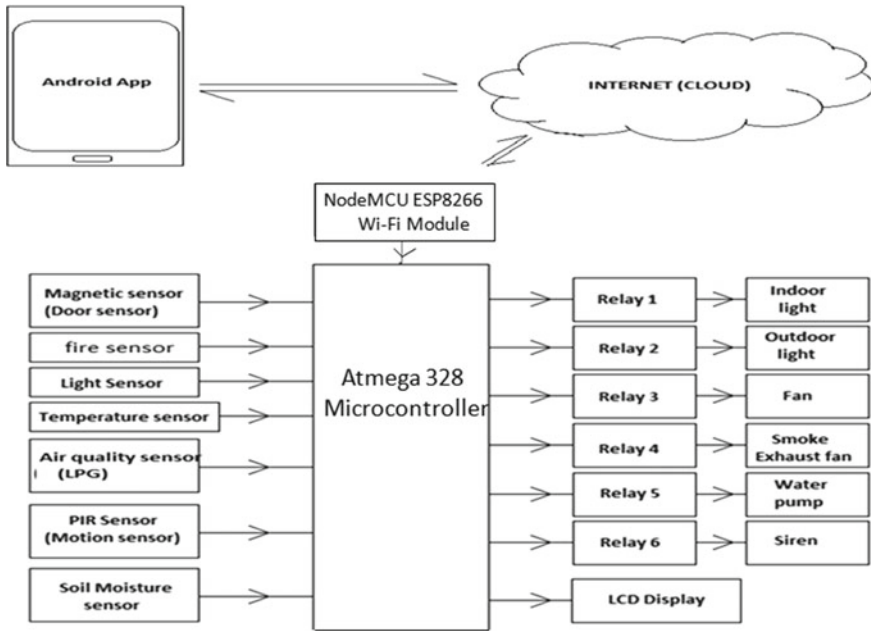 Android App
INTERNET (CLOUD)
NodeMCU ESP8266
Wi-Fi Module
Magnetic sensor
(Door sensor)
fire sensor
Light Sensor
Temperature sensor
Air quality sensor
(LPG)
PIR Sensor
(Motion sensor)
Soil Moisture
sensor
Atmega 328
Microcontroller
Relay 1
Indoor
light
Relay 2
Outdoor
light
Relay 3
Fan
Relay 4
Smoke
Exhaust fan
Relay 5
Water
pump
Relay 6
Siren
LCD Display